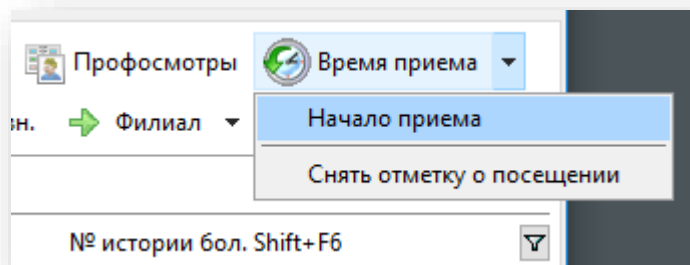 Профосмотры Время приема
зн. Филиал Начало приема
Снять отметку о посещении
№ истории бол. Shift+F6